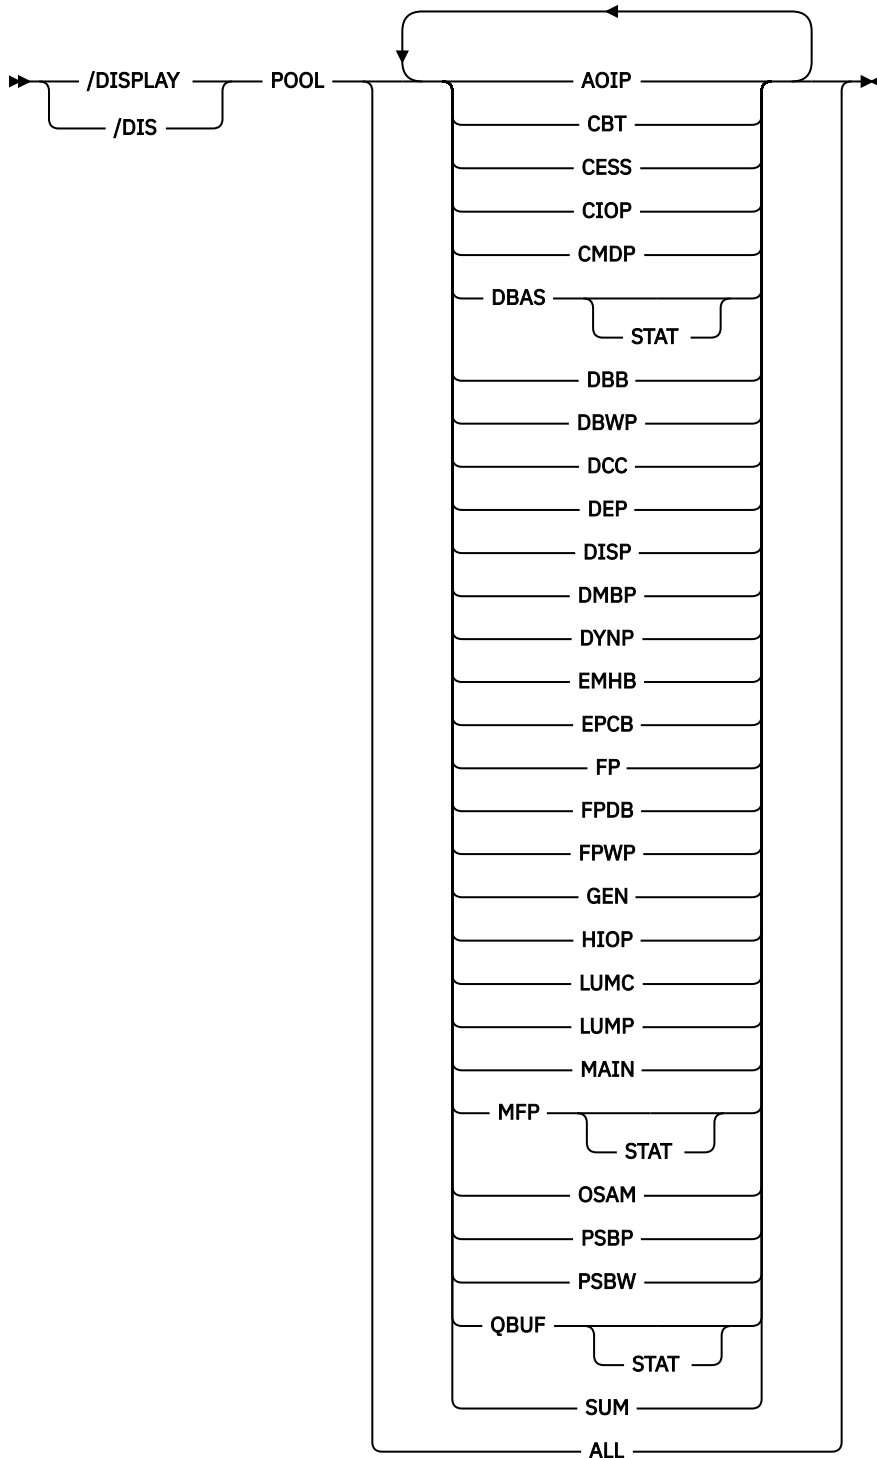 /DISPLAY POOL AOIP
/DIS CBT
CESS
CIOP
CMDP
DBAS
STAT
DBB
DBWP
DCC
DEP
DISP
DMBP
DYNP
EMHB
EPCB
FP
FPDB
FPWP
GEN
HIOP
LUMC
LUMP
MAIN
MFP
STAT
OSAM
PSBP
PSBW
QBUF
STAT
SUM
ALL